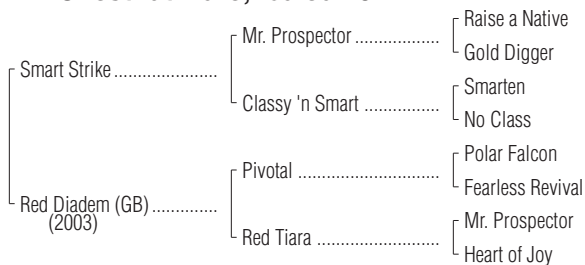 Raise a Native
Mr. Prospector ...................
Gold Digger
Smart Strike .......................
Smarten
Classy 'n Smart .................
No Class
Polar Falcon
Pivotal ................................
Fearless Revival
Red Diadem (GB) ..............
(2003)
Mr. Prospector
Red Tiara ...........................
Heart of Joy